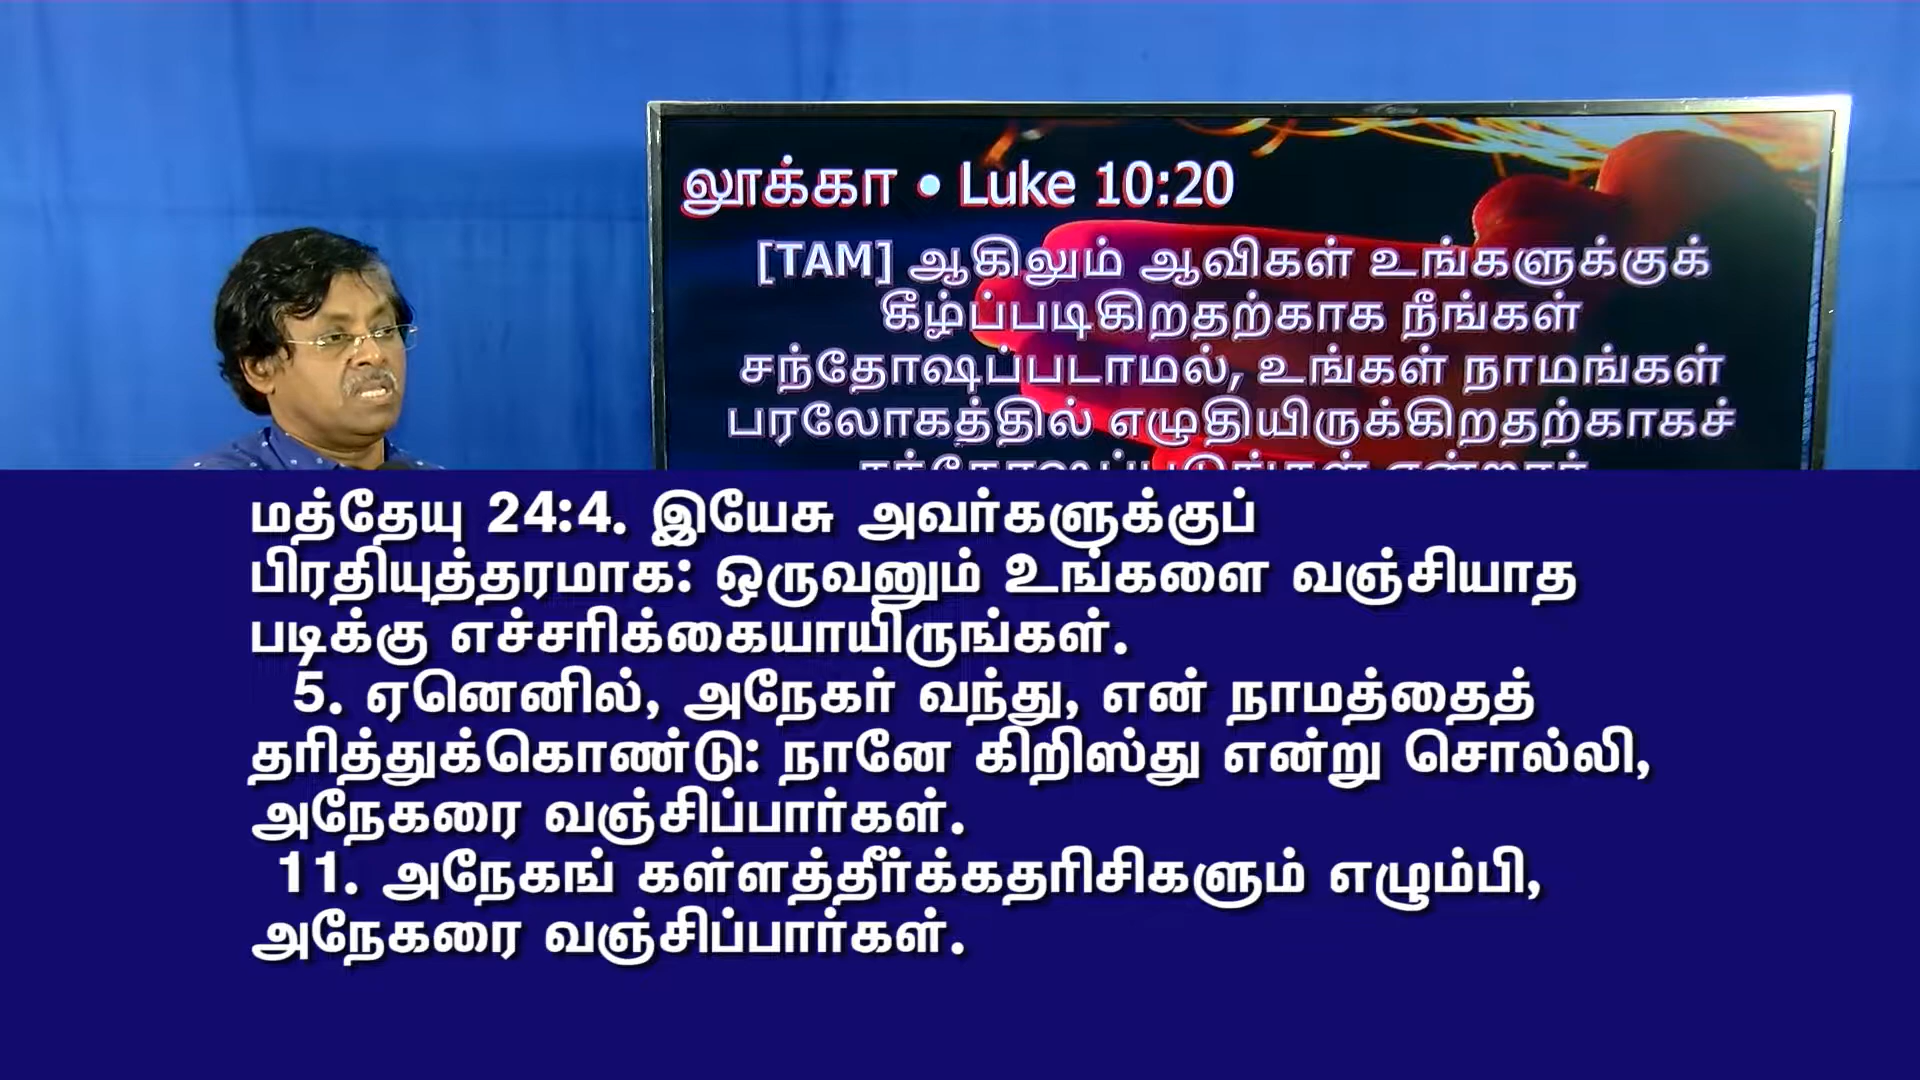 லூக்கா • Luke 10:20
[TAM] ஆகிலும் ஆவிகள் உங்களுக்குக்
கீழ்ப்படிகிறதற்காக நீங்கள்
சந்தோஷப்படாமல், உங்கள் நாமங்கள்
பரலோகத்தில் எழுதியிருக்கிறதற்காகச்
மத்தேயு 24:4. இயேசு அவர்களுக்குப்
பிரதியுத்தரமாக: ஒருவனும் உங்களை வஞ்சியாத
படிக்கு எச்சரிக்கையாயிருங்கள்.
5. ஏனெனில், அநேகர் வந்து, என் நாமத்தைத்
தரித்துக்கொண்டு: நானே கிறிஸ்து என்று சொல்லி,
அநேகரை வஞ்சிப்பார்கள்.
11. அநேகங் கள்ளத்தீர்க்கதரிசிகளும் எழும்பி,
அநேகரை வஞ்சிப்பார்கள்.